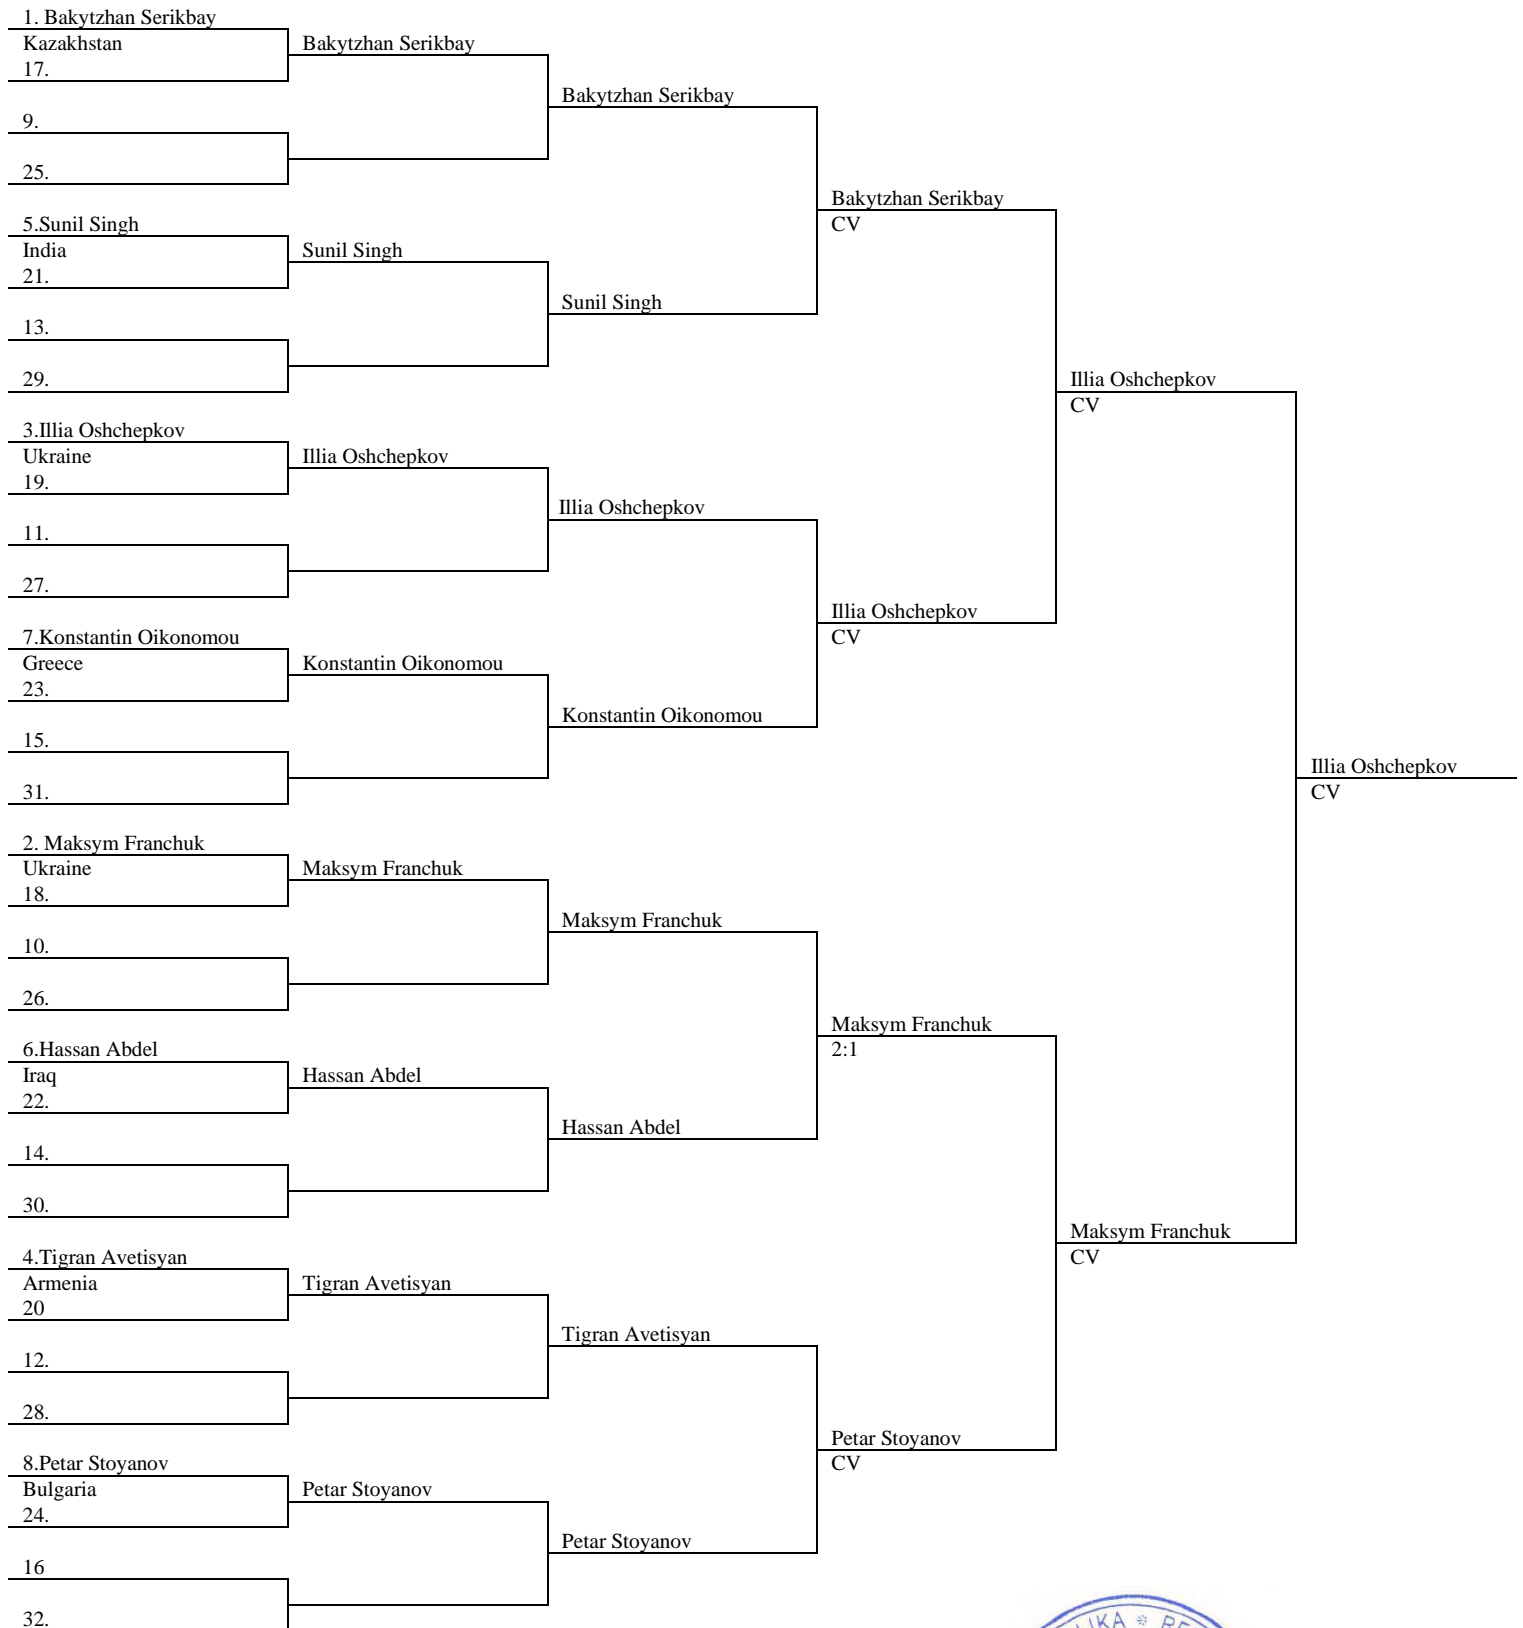 1. Bakytzhan Serikbay
Kazakhstan
Bakytzhan Serikbay
17.
Bakytzhan Serikbay
9.
25.
Bakytzhan Serikbay
CV
5.Sunil Singh
India
Sunil Singh
21.
Sunil Singh
13.
29.
Illia Oshchepkov
CV
3.Illia Oshchepkov
Ukraine
Illia Oshchepkov
19.
Illia Oshchepkov
11.
27.
Illia Oshchepkov
CV
7.Konstantin Oikonomou
Greece
Konstantin Oikonomou
23.
Konstantin Oikonomou
15.
31.
Illia Oshchepkov
CV
2. Maksym Franchuk
Ukraine
Maksym Franchuk
18.
Maksym Franchuk
10.
26.
Maksym Franchuk
2:1
6.Hassan Abdel
Iraq
Hassan Abdel
22.
Hassan Abdel
14.
30.
Maksym Franchuk
CV
4.Tigran Avetisyan
Armenia
Tigran Avetisyan
20
Tigran Avetisyan
12.
28.
Petar Stoyanov
CV
8.Petar Stoyanov
Bulgaria
Petar Stoyanov
24.
Petar Stoyanov
16
32.